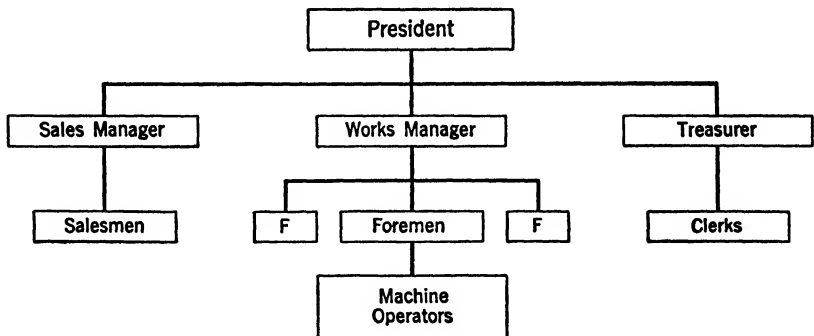 President
Sales Manager
Works Manager
Treasurer
Salesmen
F
Foremen
F
Clerks
Machine
Operators